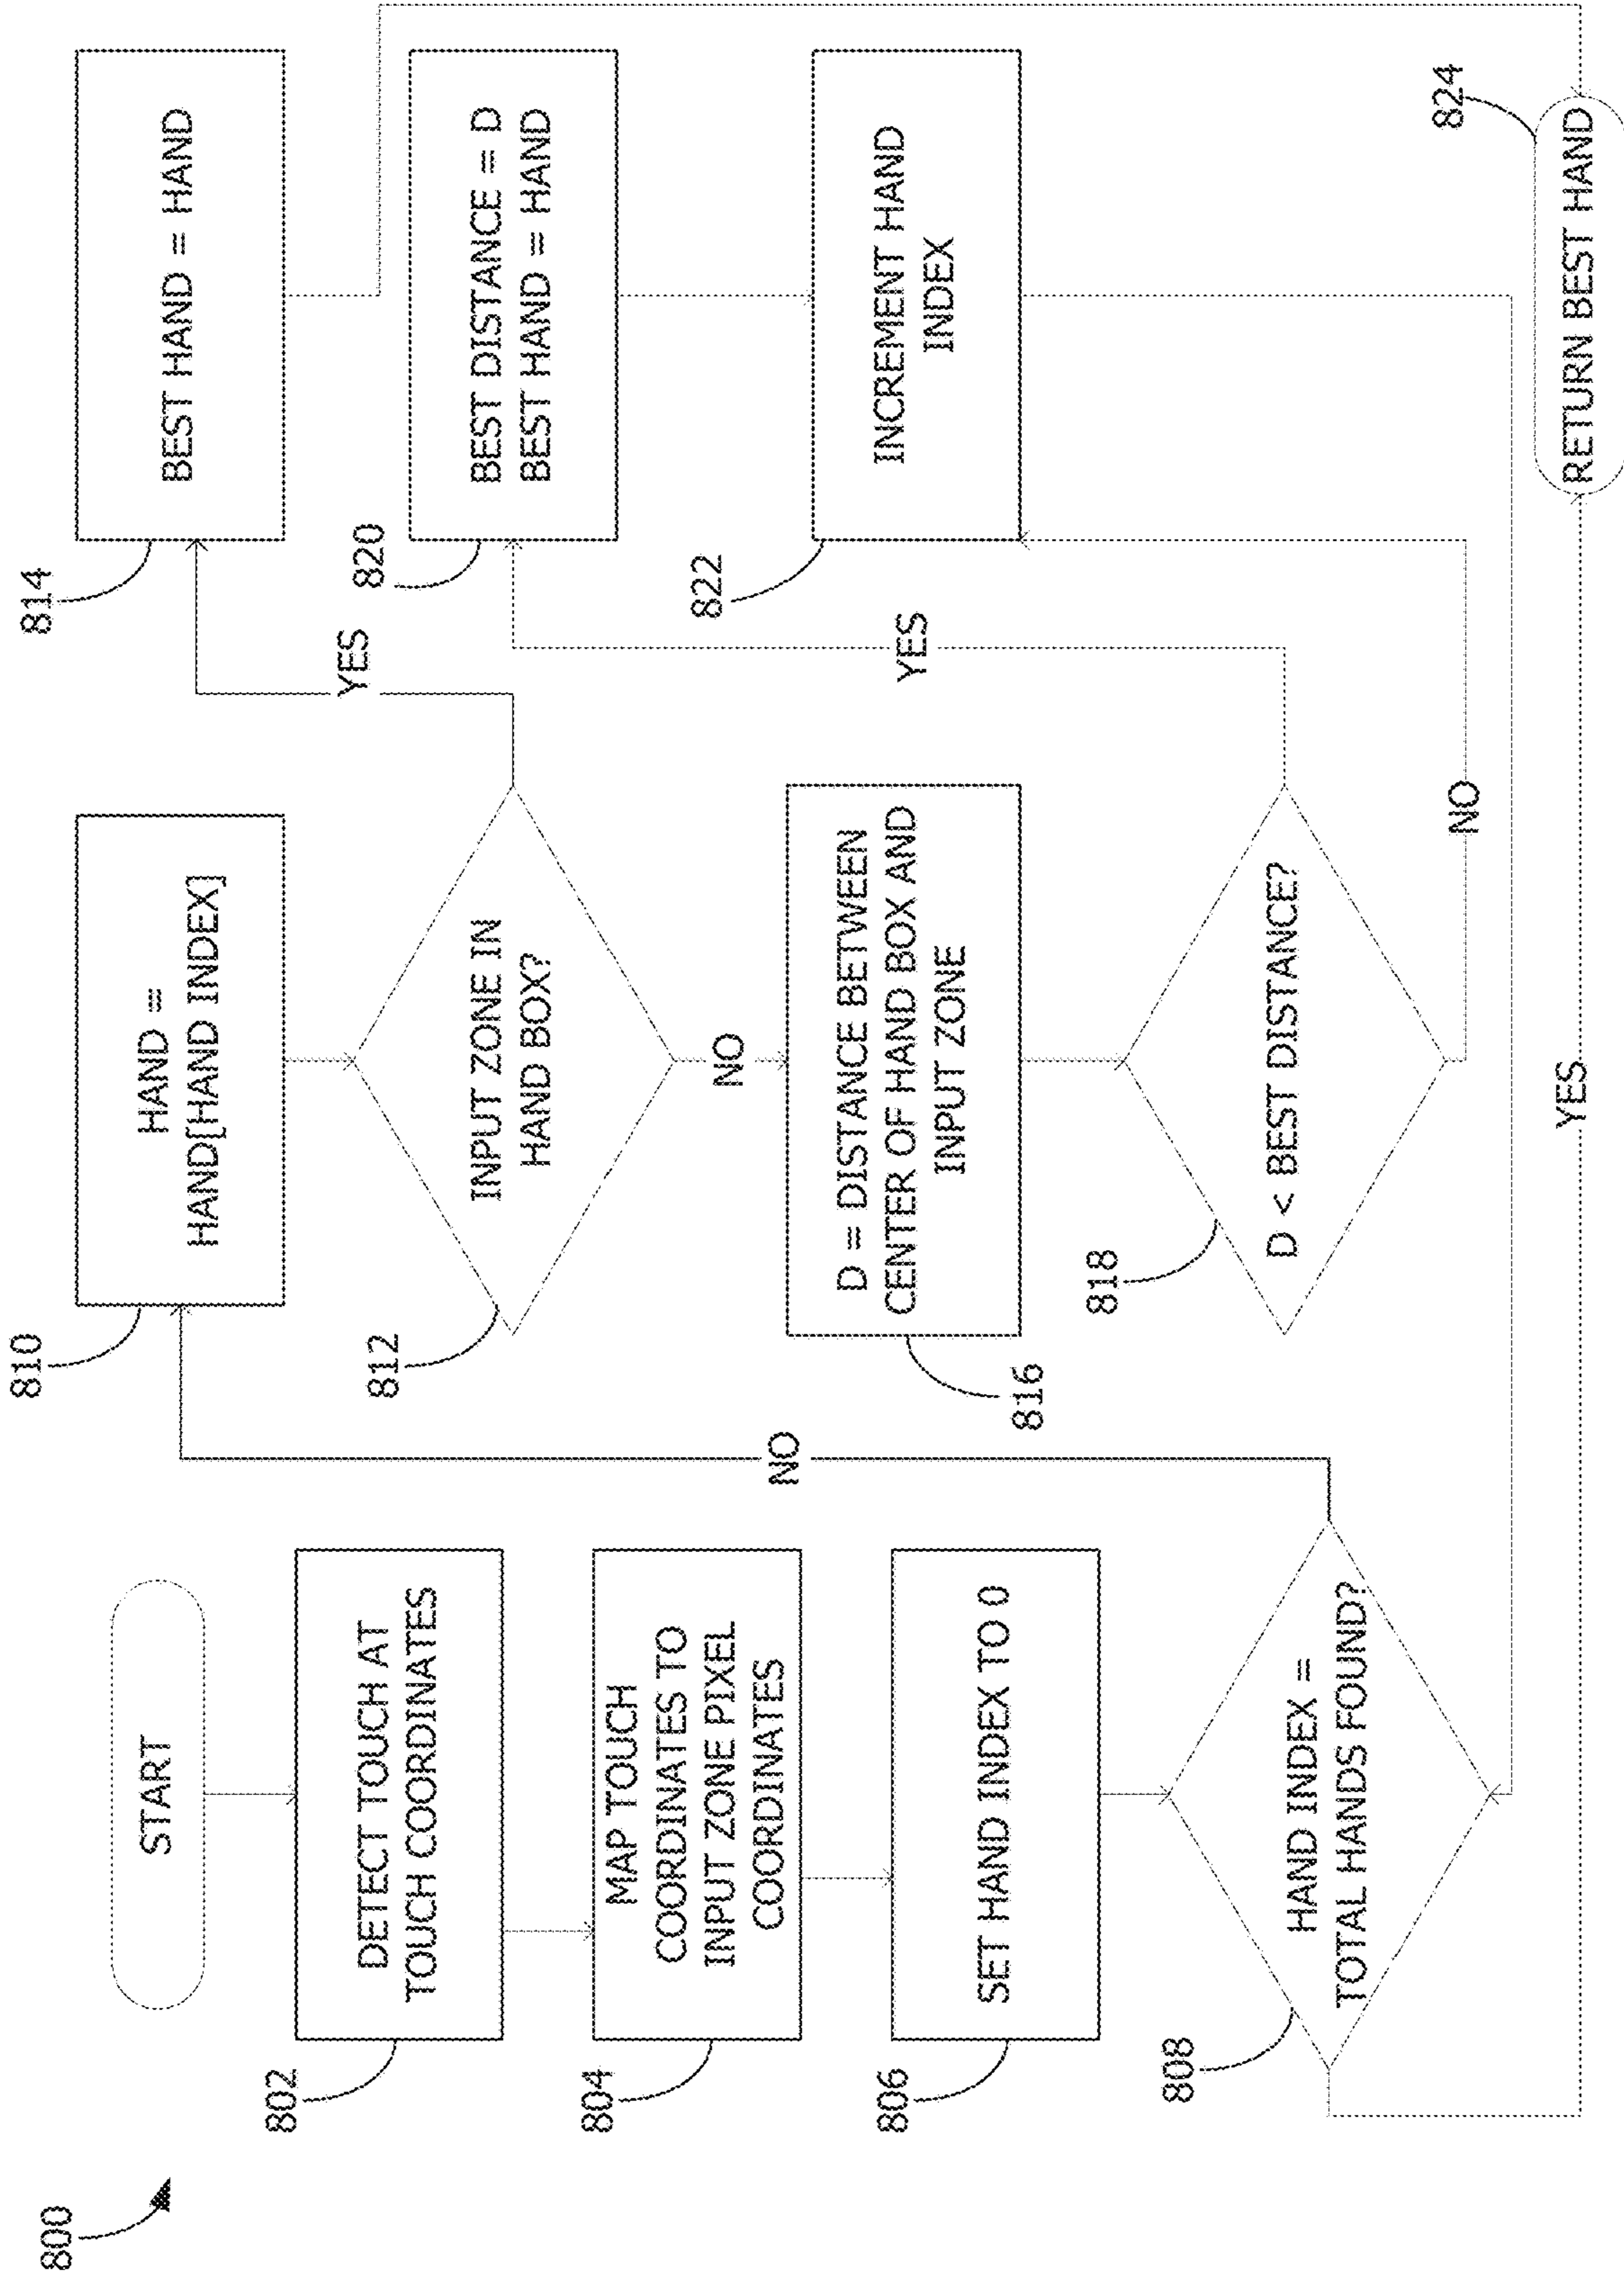 800
START
802
DETECT TOUCH AT
TOUCH COORDINATES
804
MAP TOUCH
COORDINATES TO
INPUT ZONE PIXEL
COORDINATES
806
SET HAND INDEX TO 0
808
HAND INDEX =
TOTAL HANDS FOUND?
NO
YES
810
HAND =
HAND[HAND INDEX]
812
INPUT ZONE IN
HAND BOX?
YES
NO
814
BEST HAND = HAND
816
D = DISTANCE BETWEEN
CENTER OF HAND BOX AND
INPUT ZONE
818
D < BEST DISTANCE?
YES
NO
820
BEST DISTANCE = D
BEST HAND = HAND
822
INCREMENT HAND
INDEX
824
RETURN BEST HAND